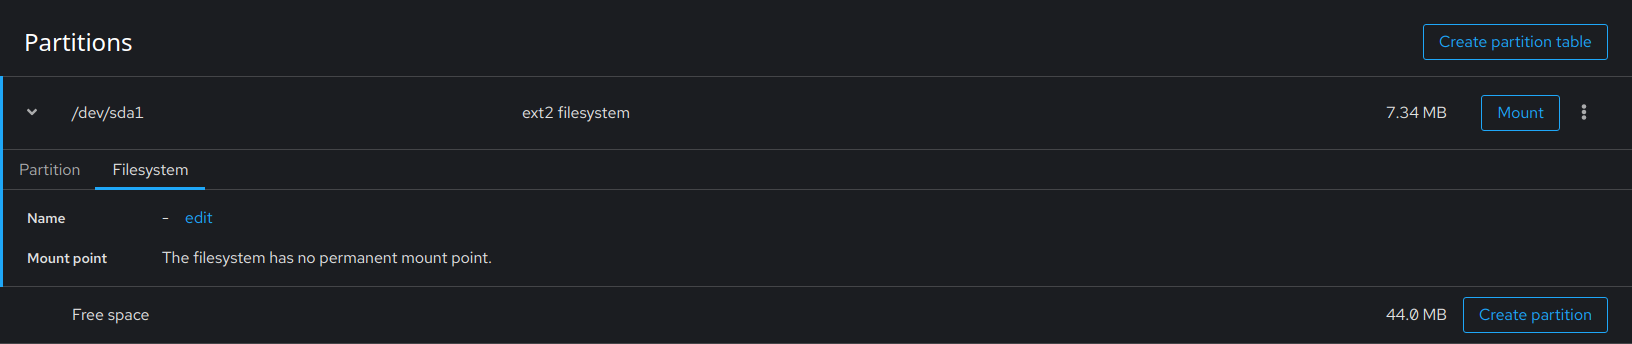 Partitions
Create partition table
/dev/sda1 ext2 filesystem 7.34 MB Mount
Partition Filesystem
Name - edit
Mount point The filesystem has no permanent mount point.
Free space 44.0 MB Create partition